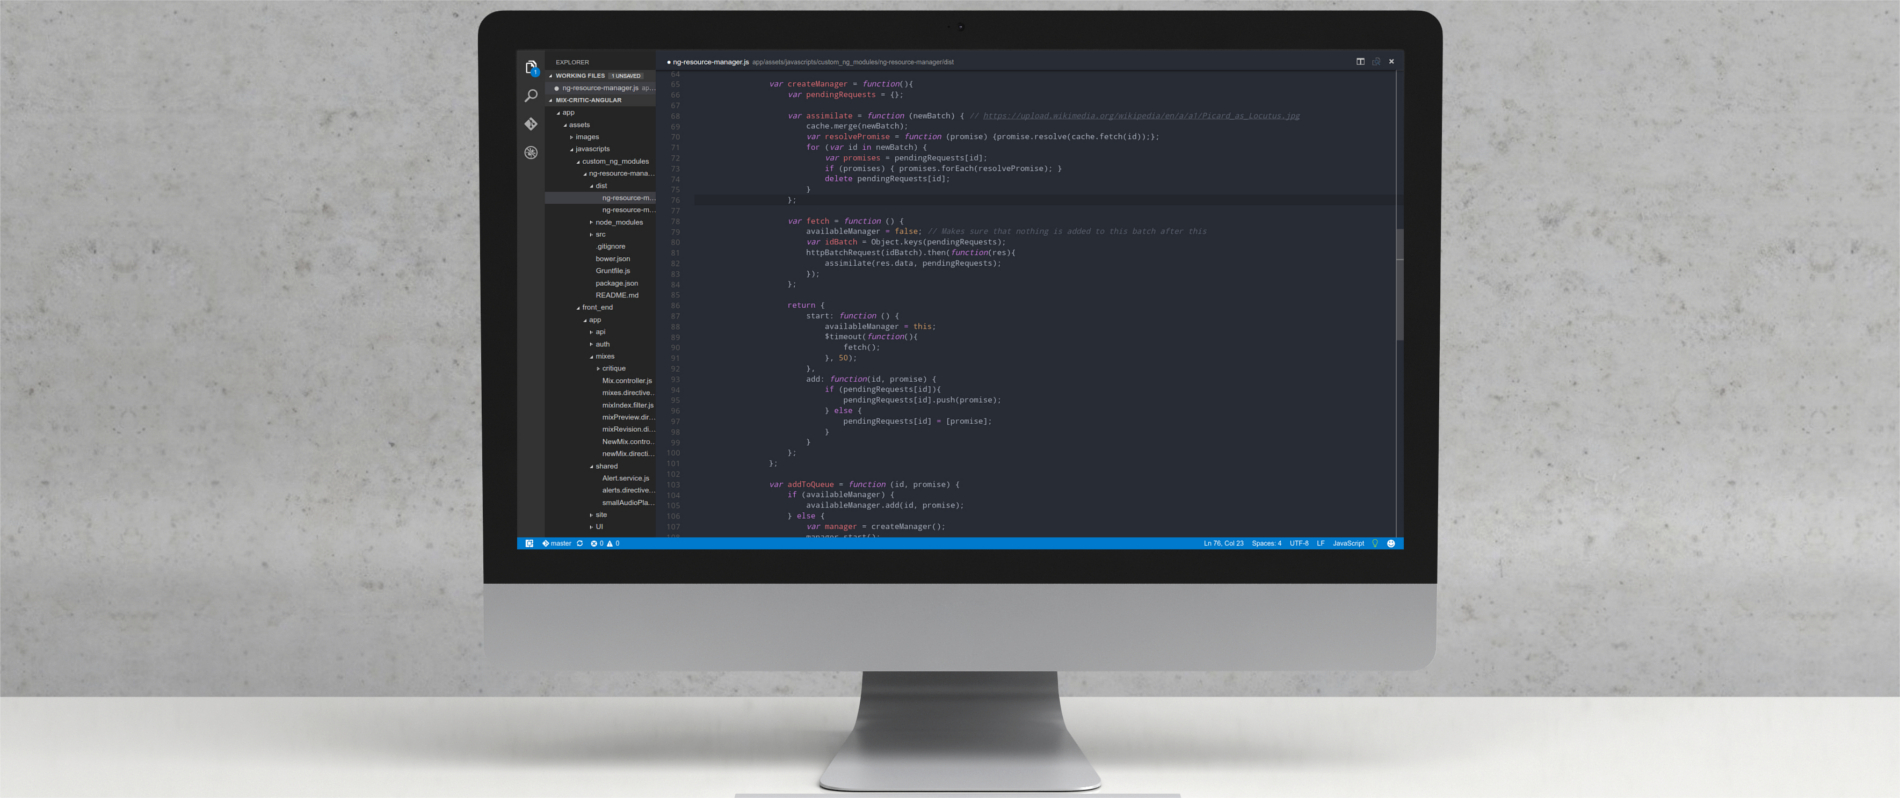 EXPLORER
WORKING FILES 1 UNSAVED
ng-resource-manager.js ap...
MIX-CRITIC-ANGULAR
app
assets
images
javascripts
custom_ng_modules
ng-resource-mana...
dist
ng-resource-m...
ng-resource-m...
node_modules
src
.gitignore
bower.json
Gruntfile.js
package.json
README.md
front_end
app
api
auth
mixes
critique
Mix.controller.js
mixes.directive...
mixIndex.filter.js
mixPreview.dir...
mixRevision.di...
NewMix.contro...
newMix.directi...
shared
Alert.service.js
alerts.directive...
smallAudioPla...
site
UI
ng-resource-manager.js app/assets/javascripts/custom_ng_modules/ng-resource-manager/dist
64
65 var createManager = function(){
66 var pendingRequests = {};
67
68 var assimilate = function (newBatch) { // https://upload.wikimedia.org/wikipedia/en/a/a1/Picard_as_Locutus.jpg
69 cache.merge(newBatch);
70 var resolvePromise = function (promise) {promise.resolve(cache.fetch(id));};
71 for (var id in newBatch) {
72 var promises = pendingRequests[id];
73 if (promises) { promises.forEach(resolvePromise); }
74 delete pendingRequests[id];
75 }
76 };
77
78 var fetch = function () {
79 availableManager = false; // Makes sure that nothing is added to this batch after this
80 var idBatch = Object.keys(pendingRequests);
81 httpBatchRequest(idBatch).then(function(res){
82 assimilate(res.data, pendingRequests);
83 });
84 };
85
86 return {
87 start: function () {
88 availableManager = this;
89 $timeout(function(){
90 fetch();
91 }, 50);
92 },
93 add: function(id, promise) {
94 if (pendingRequests[id]){
95 pendingRequests[id].push(promise);
96 } else {
97 pendingRequests[id] = [promise];
98 }
99 }
100 };
101 };
102
103 var addToQueue = function (id, promise) {
104 if (availableManager) {
105 availableManager.add(id, promise);
106 } else {
107 var manager = createManager();
108 manager.start();
master 0 0 Ln 76, Col 23 Spaces: 4 UTF-8 LF JavaScript